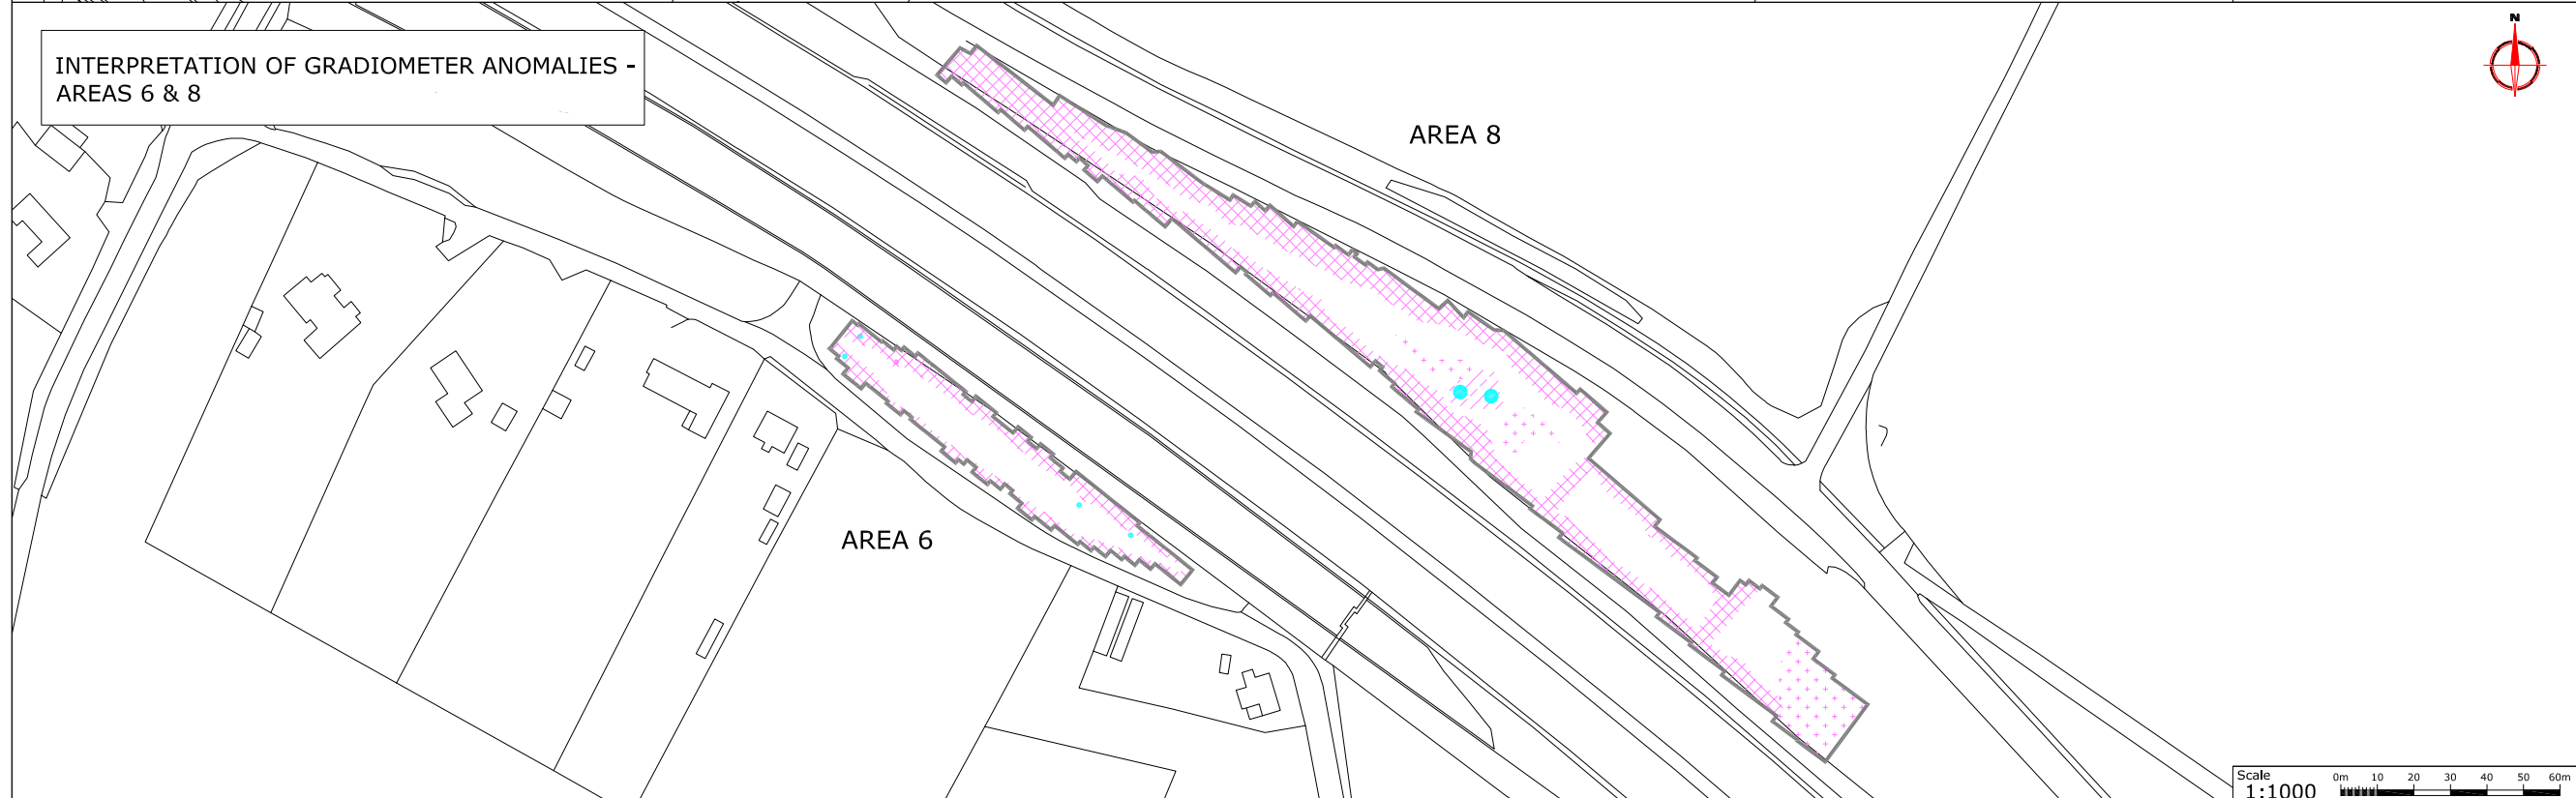 INTERPRETATION OF GRADIOMETER ANOMALIES -
AREAS 6 & 8
N
AREA 8
AREA 6
Scale
1:1000
0m 10 20 30 40 50 60m